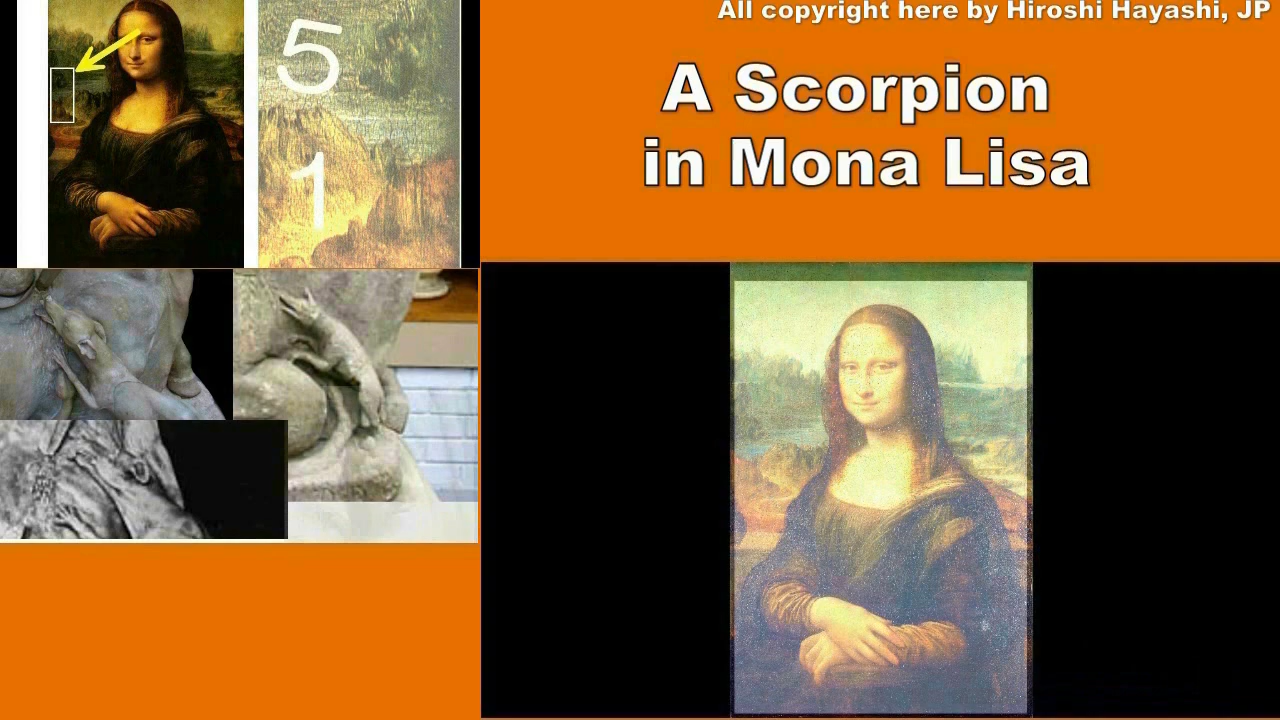 All copyright here by Hiroshi Hayashi, JP
A Scorpion
in Mona Lisa
5
1